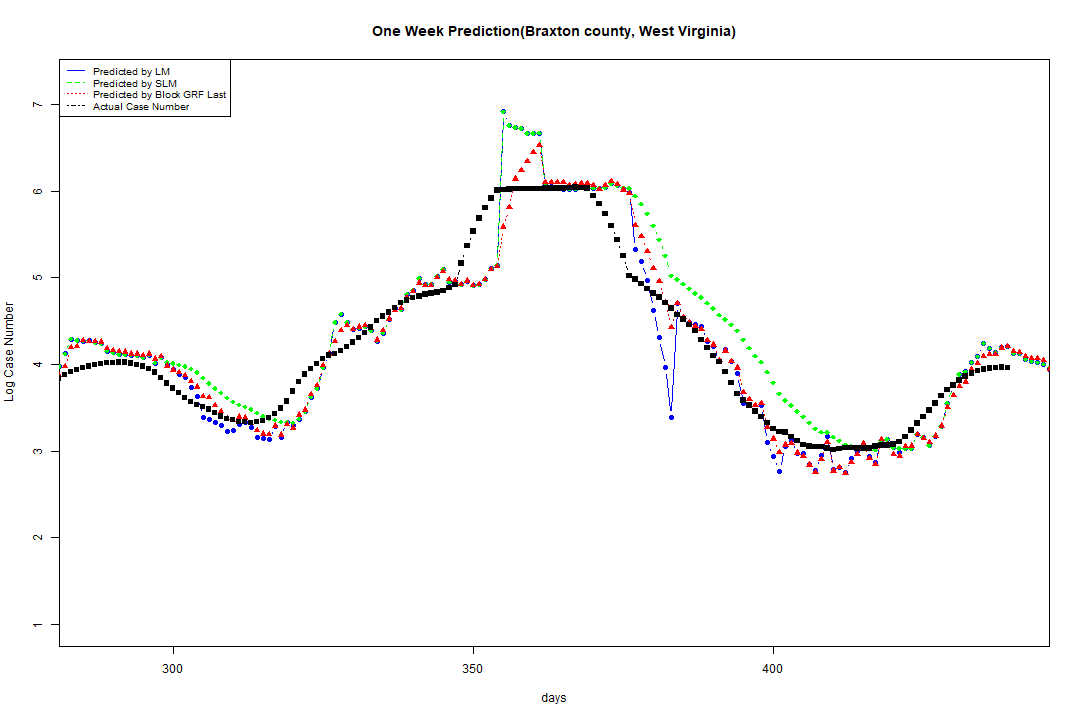 One Week Prediction(Braxton county, West Virginia)
Predicted by LM
Predicted by SLM
Predicted by Block GRF Last
Actual Case Number
7
6
5
4
3
2
1
Log Case Number
300 350 400
days